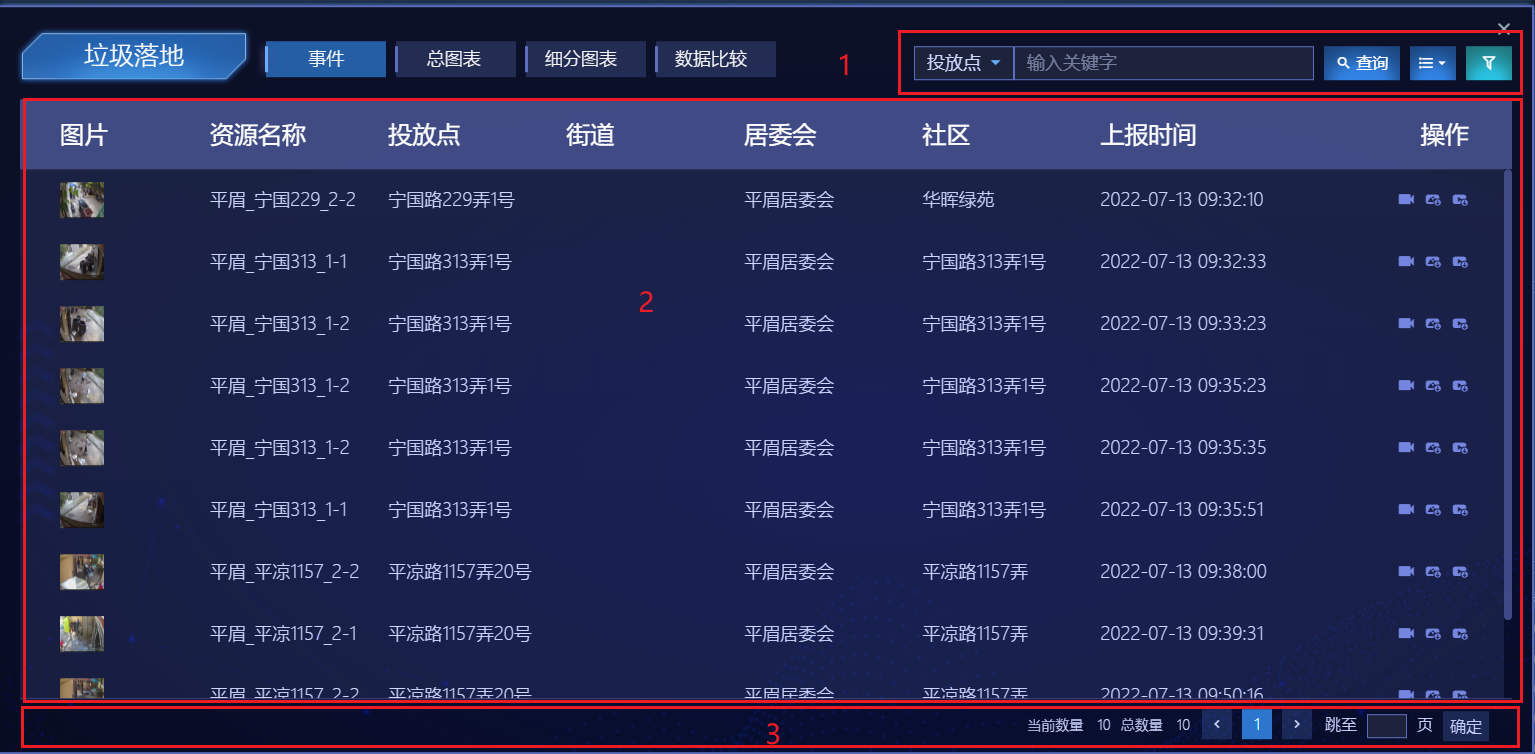 垃圾落地 事件 总图表 细分图表 数据比较 1 投放点 输入关键字 查询
图片 资源名称 投放点 街道 居委会 社区 上报时间 操作
平眉_宁国229_2-2 宁国路229弄1号 平眉居委会 华晖绿苑 2022-07-13 09:32:10
平眉_宁国313_1-1 宁国路313弄1号 平眉居委会 宁国路313弄1号 2022-07-13 09:32:33
2
平眉_宁国313_1-2 宁国路313弄1号 平眉居委会 宁国路313弄1号 2022-07-13 09:33:23
平眉_宁国313_1-2 宁国路313弄1号 平眉居委会 宁国路313弄1号 2022-07-13 09:35:23
平眉_宁国313_1-2 宁国路313弄1号 平眉居委会 宁国路313弄1号 2022-07-13 09:35:35
平眉_宁国313_1-1 宁国路313弄1号 平眉居委会 宁国路313弄1号 2022-07-13 09:35:51
平眉_平凉1157_2-2 平凉路1157弄20号 平眉居委会 平凉路1157弄 2022-07-13 09:38:00
平眉_平凉1157_2-1 平凉路1157弄20号 平眉居委会 平凉路1157弄 2022-07-13 09:39:31
平眉_平凉1157_2-2 平凉路1157弄20号 平眉居委会 平凉路1157弄 2022-07-13 09:50:16
3 当前数量 10 总数量 10 < 1 > 跳至 页 确定